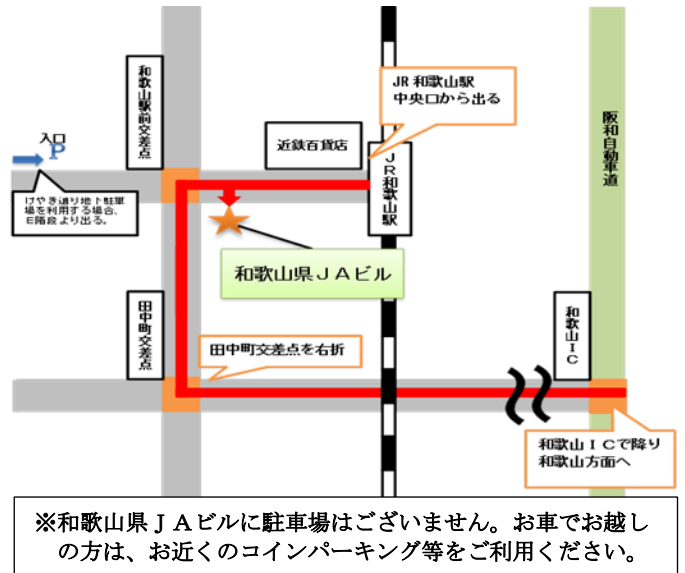 和歌山駅前交差点
入口
P
けやき通り地下駐車
場を利用する場合、
E階段より出る。
近鉄百貨店
JR和歌山駅
JR 和歌山駅
中央口から出る
阪和自動車道
和歌山県ＪＡビル
田中町交差点
田中町交差点を右折
和歌山IC
和歌山ＩＣで降り
和歌山方面へ
※和歌山県ＪＡビルに駐車場はございません。お車でお越し
の方は、お近くのコインパーキング等をご利用ください。